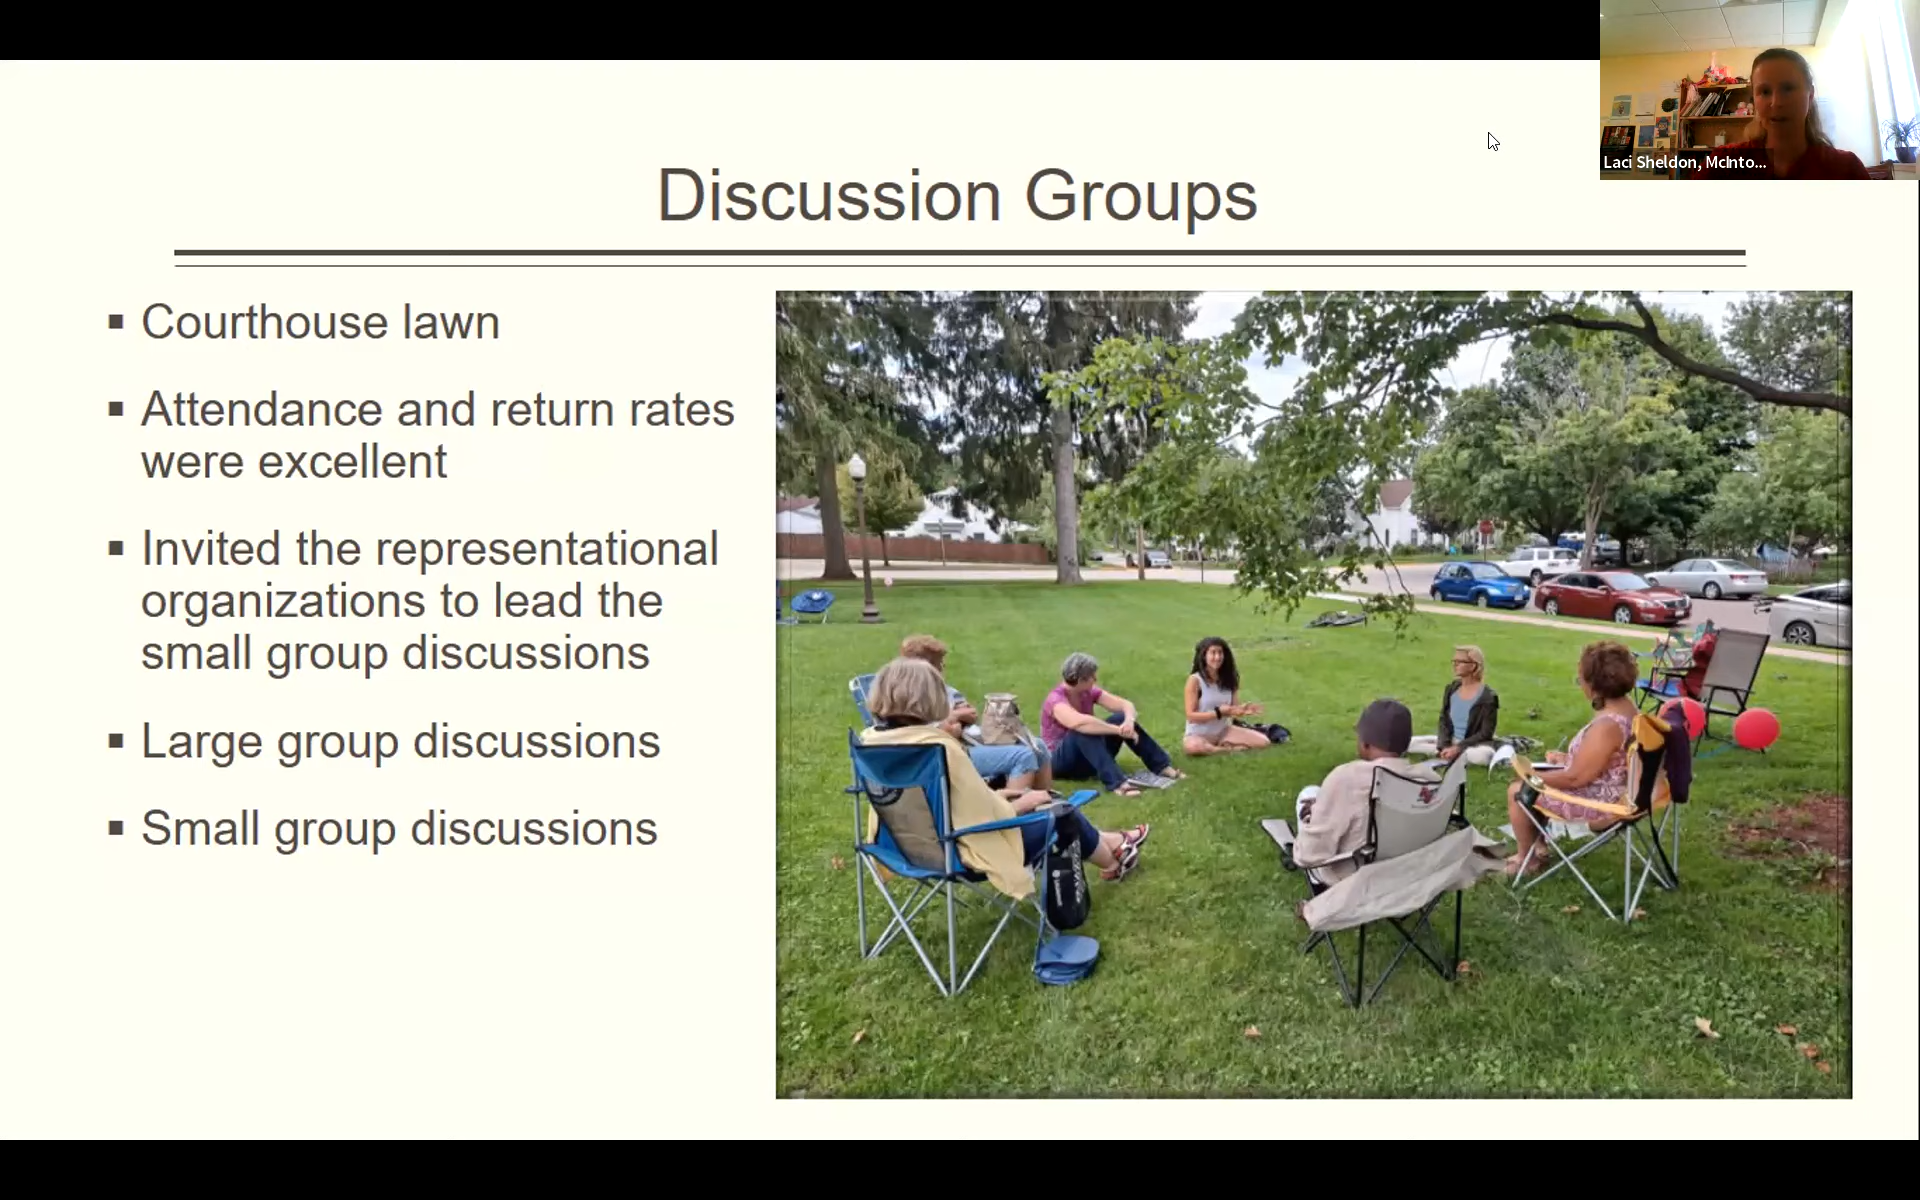 Laci Sheldon, McInto...
Discussion Groups
▪ Courthouse lawn
▪ Attendance and return rates
were excellent
▪ Invited the representational
organizations to lead the
small group discussions
▪ Large group discussions
▪ Small group discussions